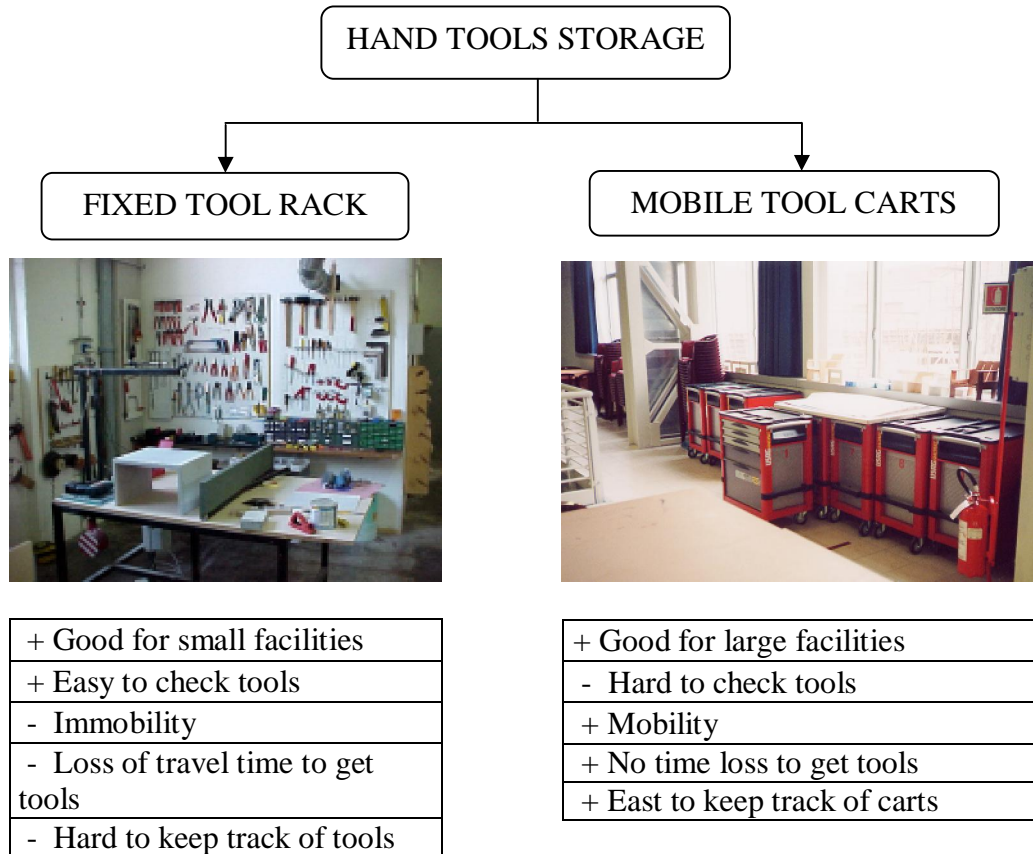 HAND TOOLS STORAGE
FIXED TOOL RACK
MOBILE TOOL CARTS
+ Good for small facilities
+ Easy to check tools
- Immobility
- Loss of travel time to get
tools
- Hard to keep track of tools
+ Good for large facilities
- Hard to check tools
+ Mobility
+ No time loss to get tools
+ East to keep track of carts